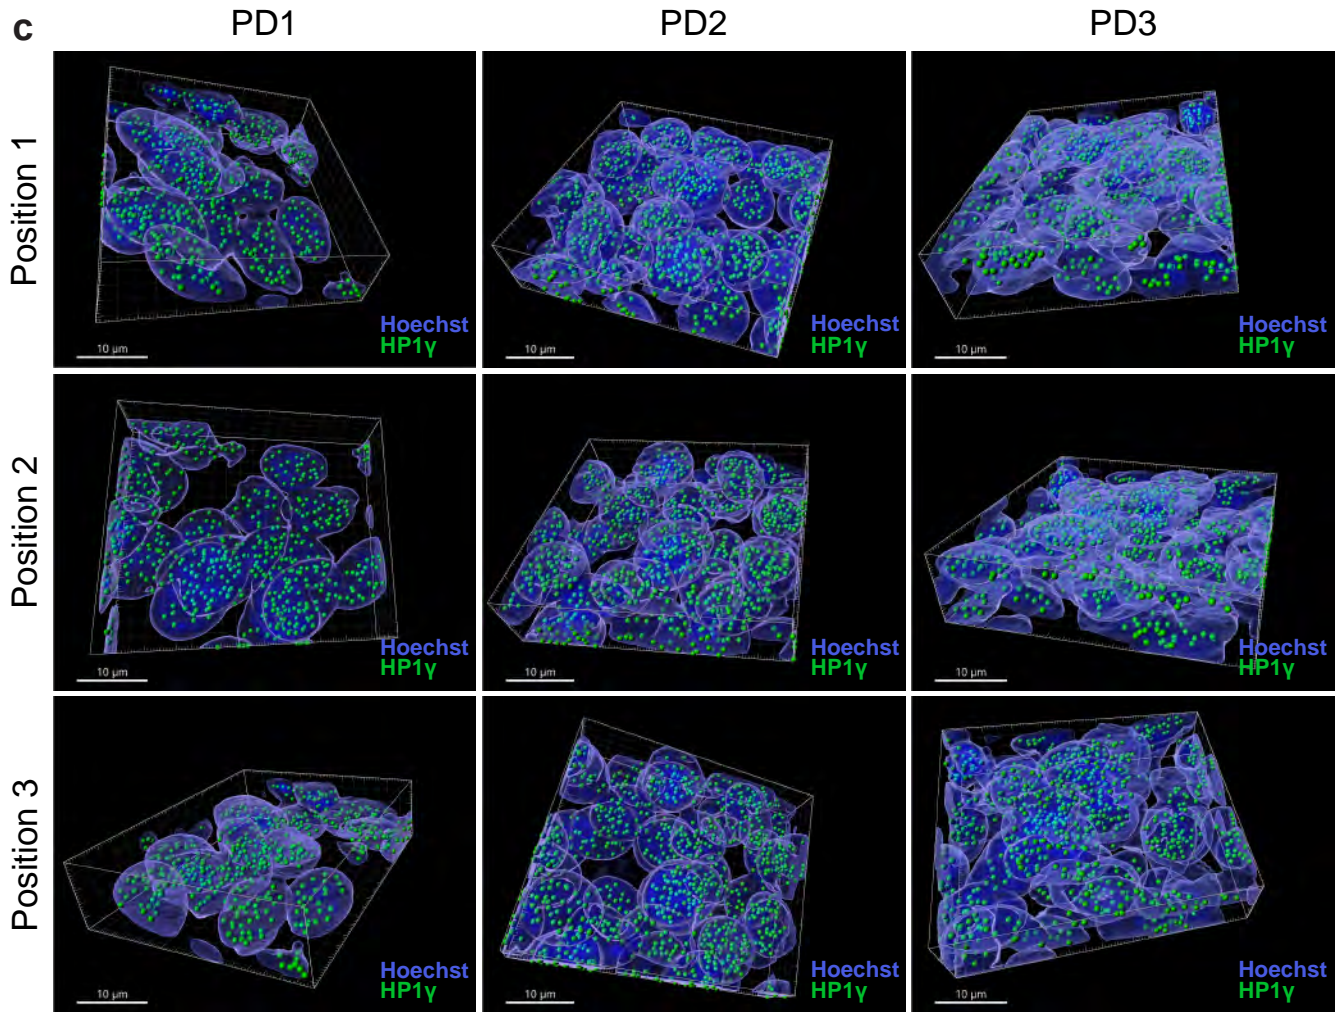 c
PD1 PD2 PD3
Position 1
Hoechst
HP1γ
10 µm
Hoechst
HP1γ
10 µm
Hoechst
HP1γ
10 µm
Position 2
Hoechst
HP1γ
10 µm
Hoechst
HP1γ
10 µm
Hoechst
HP1γ
10 µm
Position 3
Hoechst
HP1γ
10 µm
Hoechst
HP1γ
10 µm
Hoechst
HP1γ
10 µm